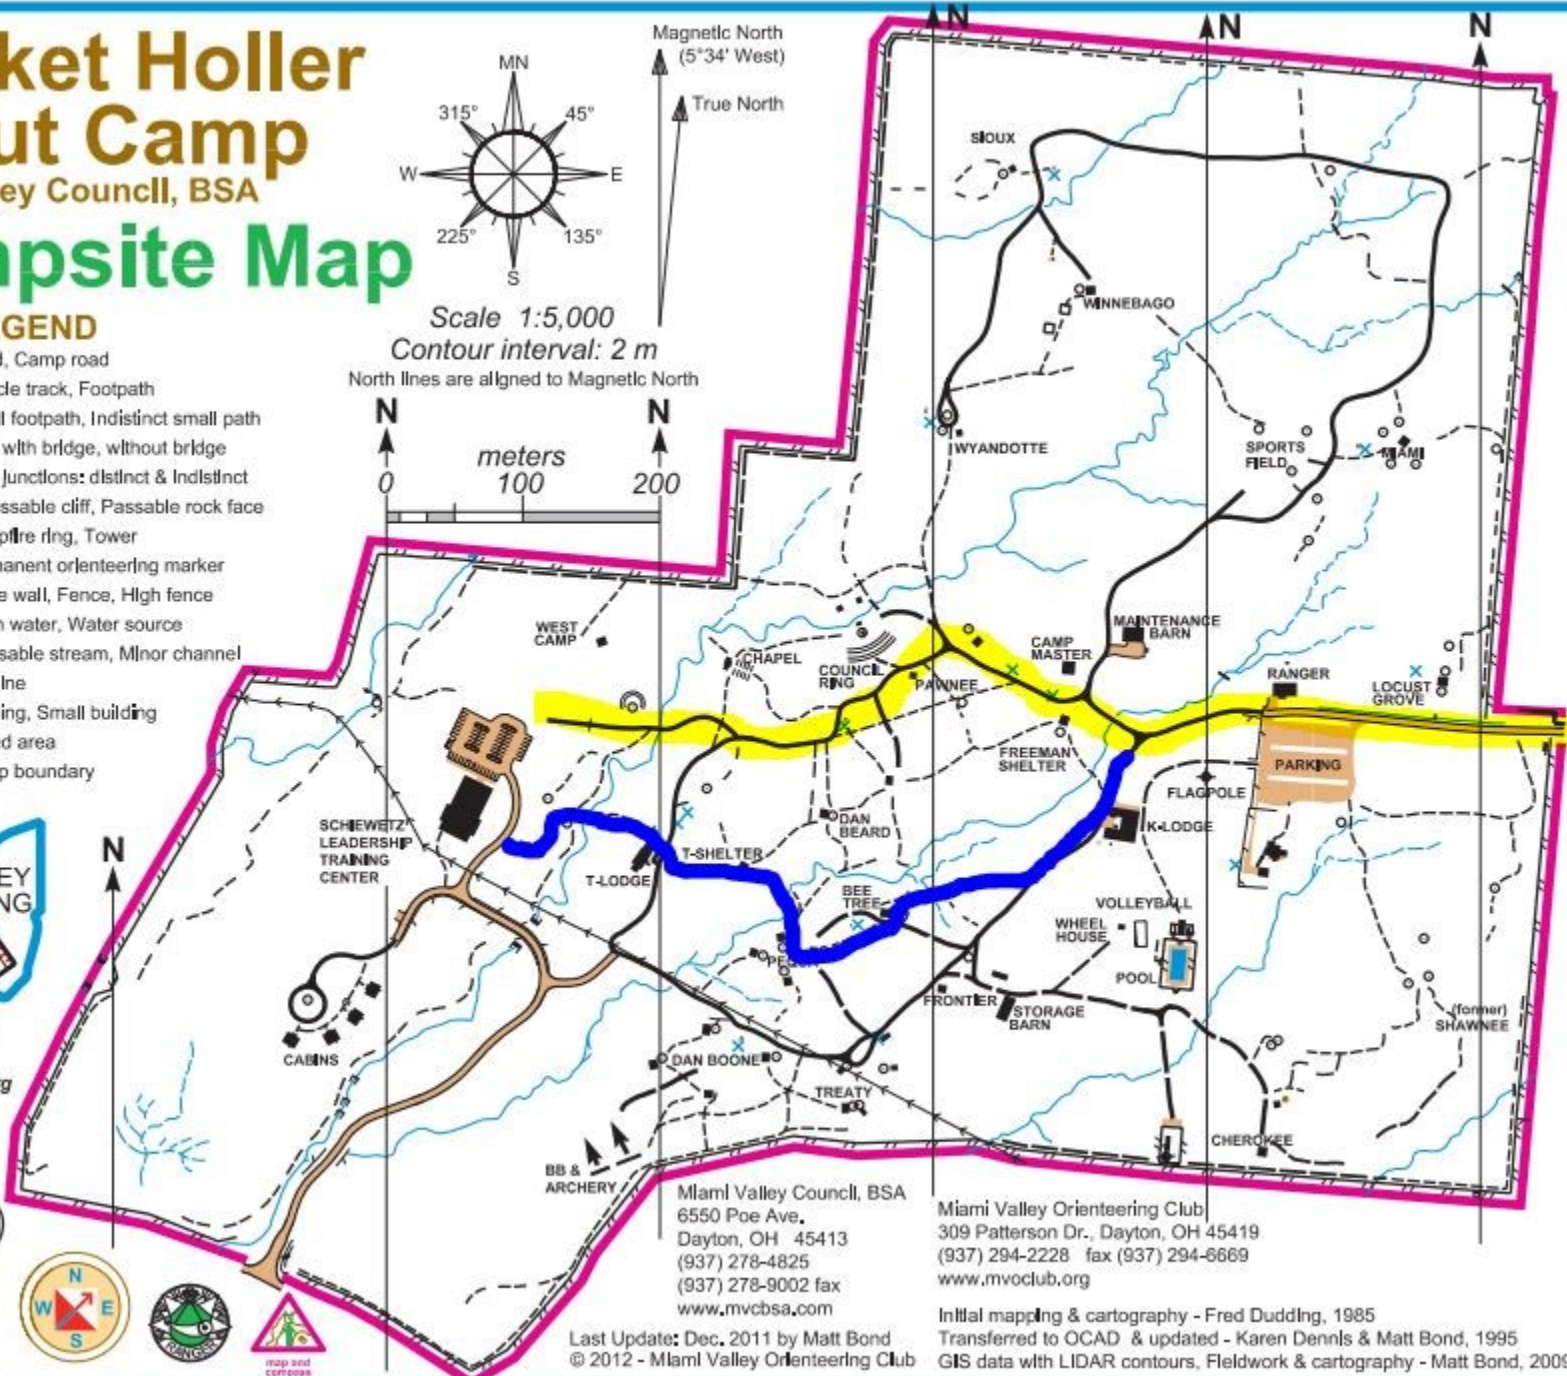 ket Holler
ut Camp
ey Council, BSA
mpsite Map
GEND
d, Camp road
cle track, Footpath
ll footpath, Indistinct small path
with bridge, without bridge
Junctions: distinct & Indistinct
ssable cliff, Passable rock face
pfire ring, Tower
manent orienteering marker
e wall, Fence, High fence
n water, Water source
sable stream, Minor channel
ine
ing, Small building
ed area
p boundary
MN
315°
45°
W
E
225°
135°
S
Magnetic North
(5°34' West)
True North
Scale 1:5,000
Contour interval: 2 m
North lines are aligned to Magnetic North
N
N
meters
0
100
200
N
N
N
SIOUX
WINNEBAGO
WYANDOTTE
SPORTS
FIELD
MIAMI
WEST
CAMP
CHAPEL
COUNCIL
RING
PAWNEE
CAMP
MASTER
MAINTENANCE
BARN
RANGER
LOCUST
GROVE
FREEMAN
SHELTER
PARKING
FLAGPOLE
K-LODGE
DAN
BEARD
SCHIEWETZ
LEADERSHIP
TRAINING
CENTER
T-SHELTER
T-LODGE
BEE
TREE
VOLLEYBALL
WHEEL
HOUSE
POOL
FRONTIER
STORAGE
BARN
(former)
SHAWNEE
CABINS
DAN BOONE
TREATY
CHEROKEE
BB &
ARCHERY
N
EY
NG
rg
N
W
E
S
RANGER
map and
compass
Miami Valley Council, BSA
6550 Poe Ave.
Dayton, OH 45413
(937) 278-4825
(937) 278-9002 fax
www.mvcbsa.com
Last Update: Dec. 2011 by Matt Bond
© 2012 - Miami Valley Orienteering Club
Miami Valley Orienteering Club
309 Patterson Dr., Dayton, OH 45419
(937) 294-2228 fax (937) 294-6669
www.mvoclub.org
Initial mapping & cartography - Fred Dudding, 1985
Transferred to OCAD & updated - Karen Dennis & Matt Bond, 1995
GIS data with LIDAR contours, Fieldwork & cartography - Matt Bond, 2009